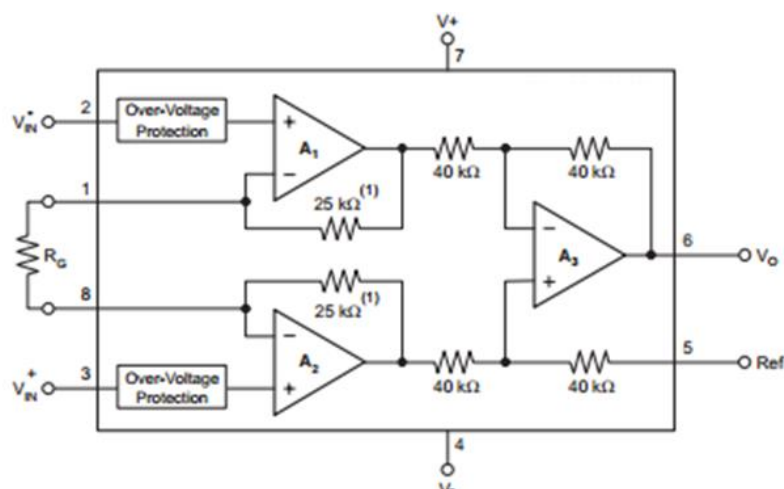 V+
7
2
V⁻IN
Over-Voltage
Protection
+
A1
−
40 kΩ
40 kΩ
1
25 kΩ(1)
RG
−
A3
+
6
VO
8
25 kΩ(1)
−
A2
+
5
Ref
3
V⁺IN
Over-Voltage
Protection
40 kΩ
40 kΩ
4